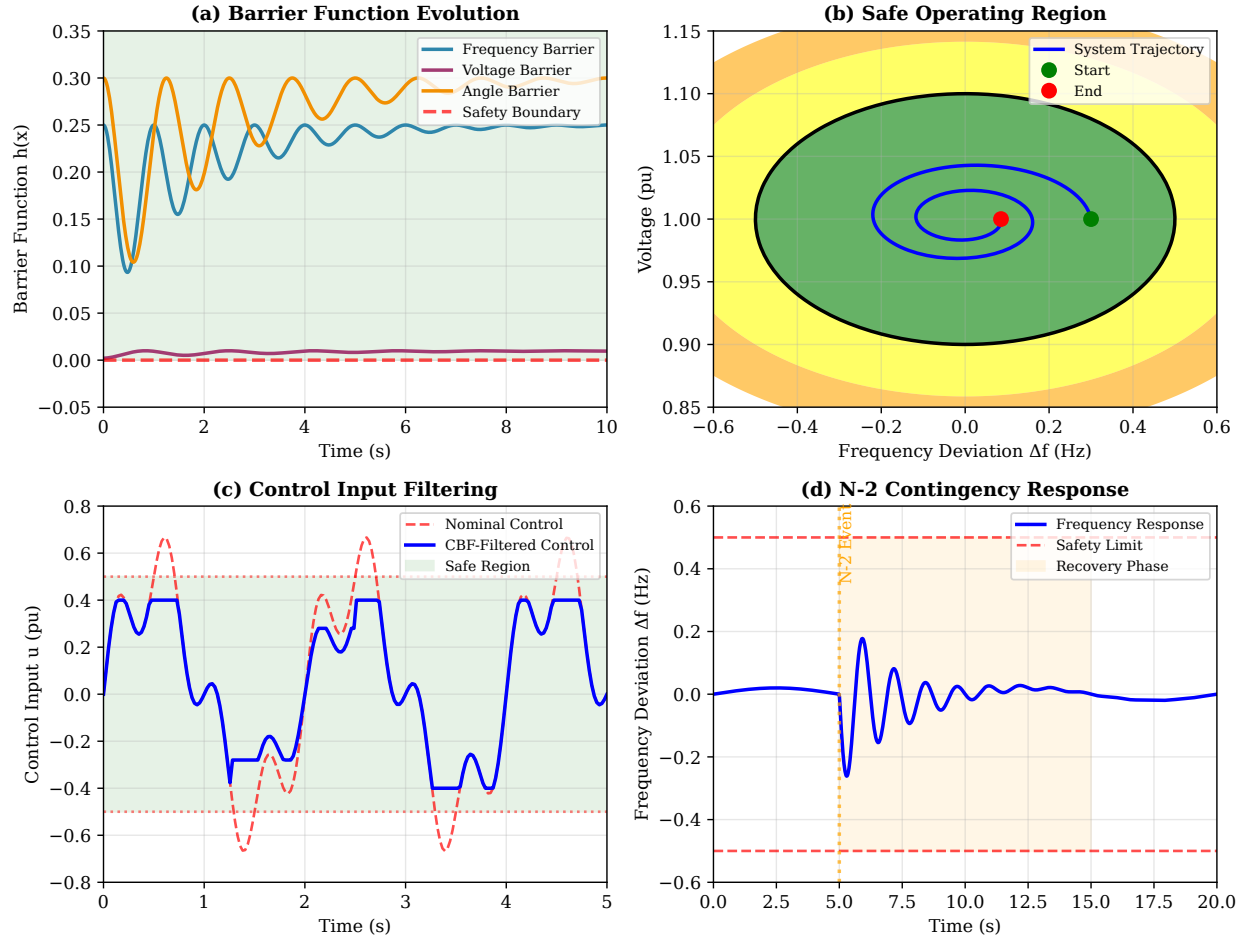 (a) Barrier Function Evolution
Barrier Function h(x)
0.35
0.30
0.25
0.20
0.15
0.10
0.05
0.00
−0.05
Frequency Barrier
Voltage Barrier
Angle Barrier
Safety Boundary
0 2 4 6 8 10
Time (s)
(b) Safe Operating Region
Voltage (pu)
1.15
1.10
1.05
1.00
0.95
0.90
0.85
System Trajectory
Start
End
−0.6 −0.4 −0.2 0.0 0.2 0.4 0.6
Frequency Deviation Δf (Hz)
(c) Control Input Filtering
Control Input u (pu)
0.8
0.6
0.4
0.2
0.0
−0.2
−0.4
−0.6
−0.8
Nominal Control
CBF-Filtered Control
Safe Region
0 1 2 3 4 5
Time (s)
(d) N-2 Contingency Response
Frequency Deviation Δf (Hz)
0.6
0.4
0.2
0.0
−0.2
−0.4
−0.6
N-2 Event
Frequency Response
Safety Limit
Recovery Phase
0.0 2.5 5.0 7.5 10.0 12.5 15.0 17.5 20.0
Time (s)